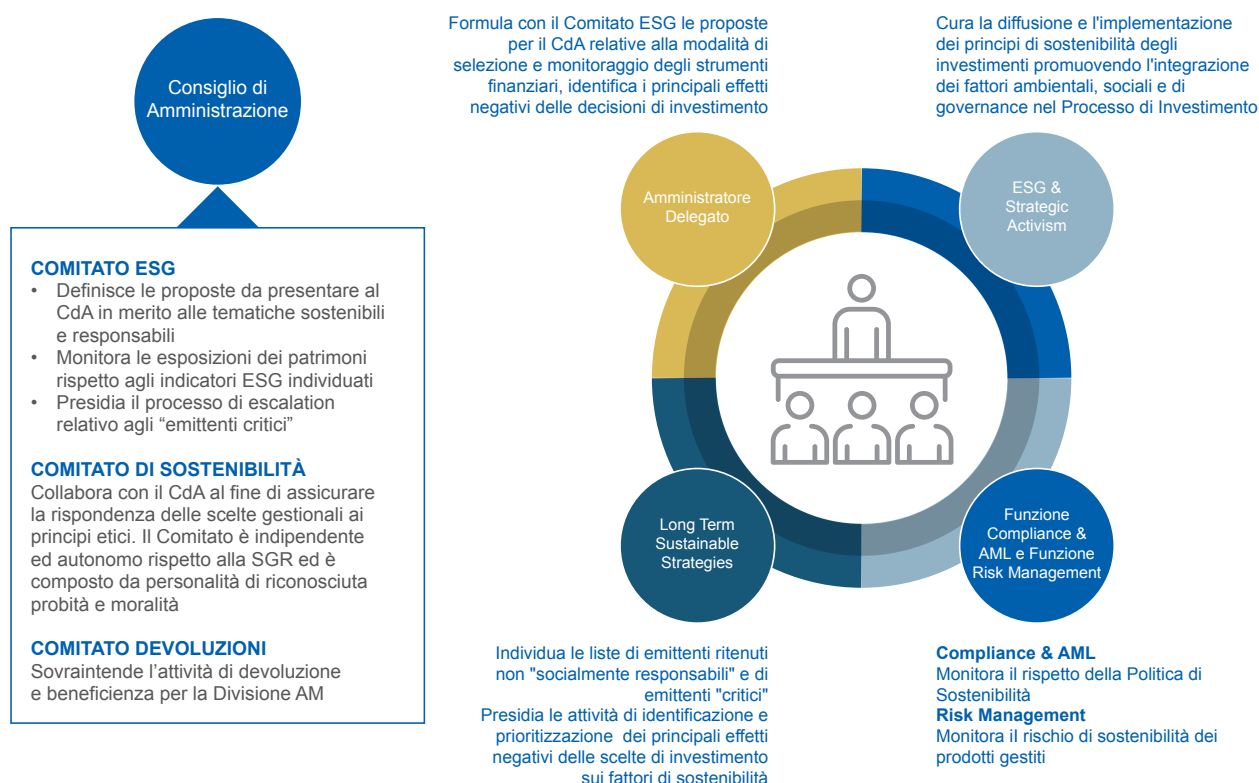 Consiglio di
Amministrazione
COMITATO ESG
• Definisce le proposte da presentare al
CdA in merito alle tematiche sostenibili
e responsabili
• Monitora le esposizioni dei patrimoni
rispetto agli indicatori ESG individuati
• Presidia il processo di escalation
relativo agli “emittenti critici”
COMITATO DI SOSTENIBILITÀ
Collabora con il CdA al fine di assicurare
la rispondenza delle scelte gestionali ai
principi etici. Il Comitato è indipendente
ed autonomo rispetto alla SGR ed è
composto da personalità di riconosciuta
probità e moralità
COMITATO DEVOLUZIONI
Sovraintende l’attività di devoluzione
e beneficienza per la Divisione AM
Formula con il Comitato ESG le proposte
per il CdA relative alla modalità di
selezione e monitoraggio degli strumenti
finanziari, identifica i principali effetti
negativi delle decisioni di investimento
Cura la diffusione e l'implementazione
dei principi di sostenibilità degli
investimenti promuovendo l'integrazione
dei fattori ambientali, sociali e di
governance nel Processo di Investimento
Amministratore
Delegato
ESG &
Strategic
Activism
Long Term
Sustainable
Strategies
Funzione
Compliance &
AML e Funzione
Risk Management
Individua le liste di emittenti ritenuti
non "socialmente responsabili" e di
emittenti "critici"
Presidia le attività di identificazione e
prioritizzazione dei principali effetti
negativi delle scelte di investimento
sui fattori di sostenibilità
Compliance & AML
Monitora il rispetto della Politica di
Sostenibilità
Risk Management
Monitora il rischio di sostenibilità dei
prodotti gestiti